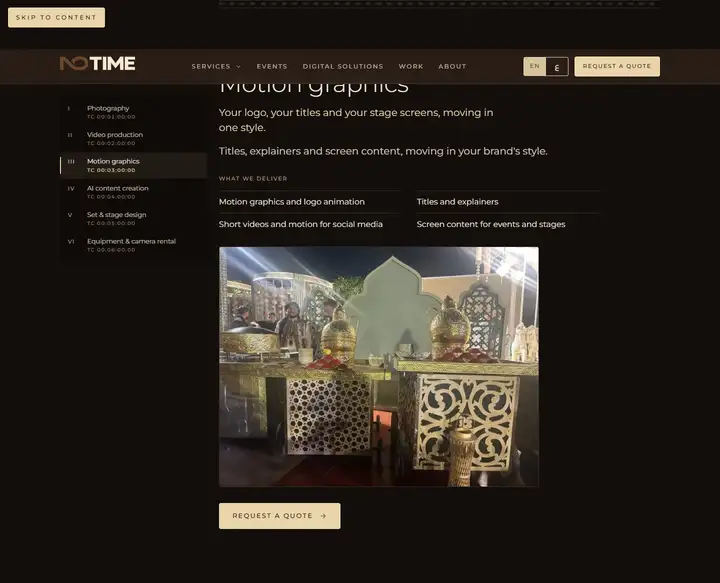 SKIP TO CONTENT
NOTIME
SERVICES
EVENTS
DIGITAL SOLUTIONS
WORK
ABOUT
EN
ع
REQUEST A QUOTE
I
Photography
TC 00:01:00:00
II
Video production
TC 00:02:00:00
III
Motion graphics
TC 00:03:00:00
IV
AI content creation
TC 00:04:00:00
V
Set & stage design
TC 00:05:00:00
VI
Equipment & camera rental
TC 00:06:00:00
Motion graphics
Your logo, your titles and your stage screens, moving in
one style.
Titles, explainers and screen content, moving in your brand's style.
WHAT WE DELIVER
Motion graphics and logo animation
Titles and explainers
Short videos and motion for social media
Screen content for events and stages
REQUEST A QUOTE →